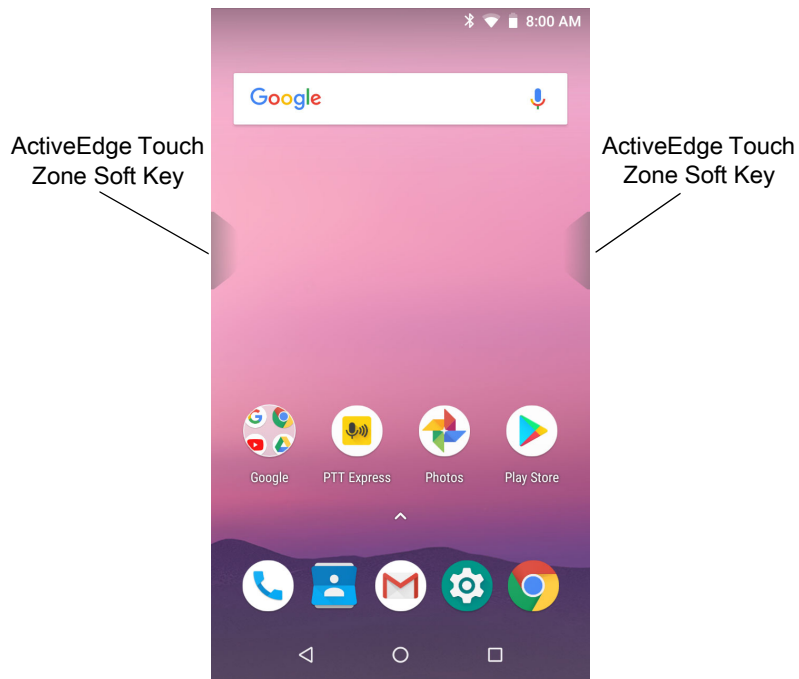 8:00 AM
Google
ActiveEdge Touch
Zone Soft Key
ActiveEdge Touch
Zone Soft Key
Google
PTT Express
Photos
Play Store